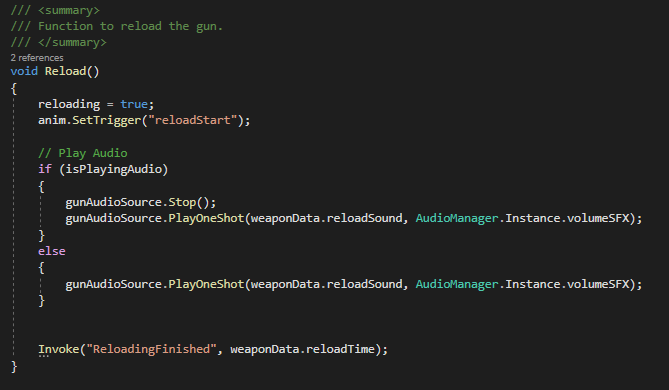 /// <summary>
/// Function to reload the gun.
/// </summary>
2 references
void Reload()
{
reloading = true;
anim.SetTrigger("reloadStart");
// Play Audio
if (isPlayingAudio)
{
gunAudioSource.Stop();
gunAudioSource.PlayOneShot(weaponData.reloadSound, AudioManager.Instance.volumeSFX);
}
else
{
gunAudioSource.PlayOneShot(weaponData.reloadSound, AudioManager.Instance.volumeSFX);
}
Invoke("ReloadingFinished", weaponData.reloadTime);
}